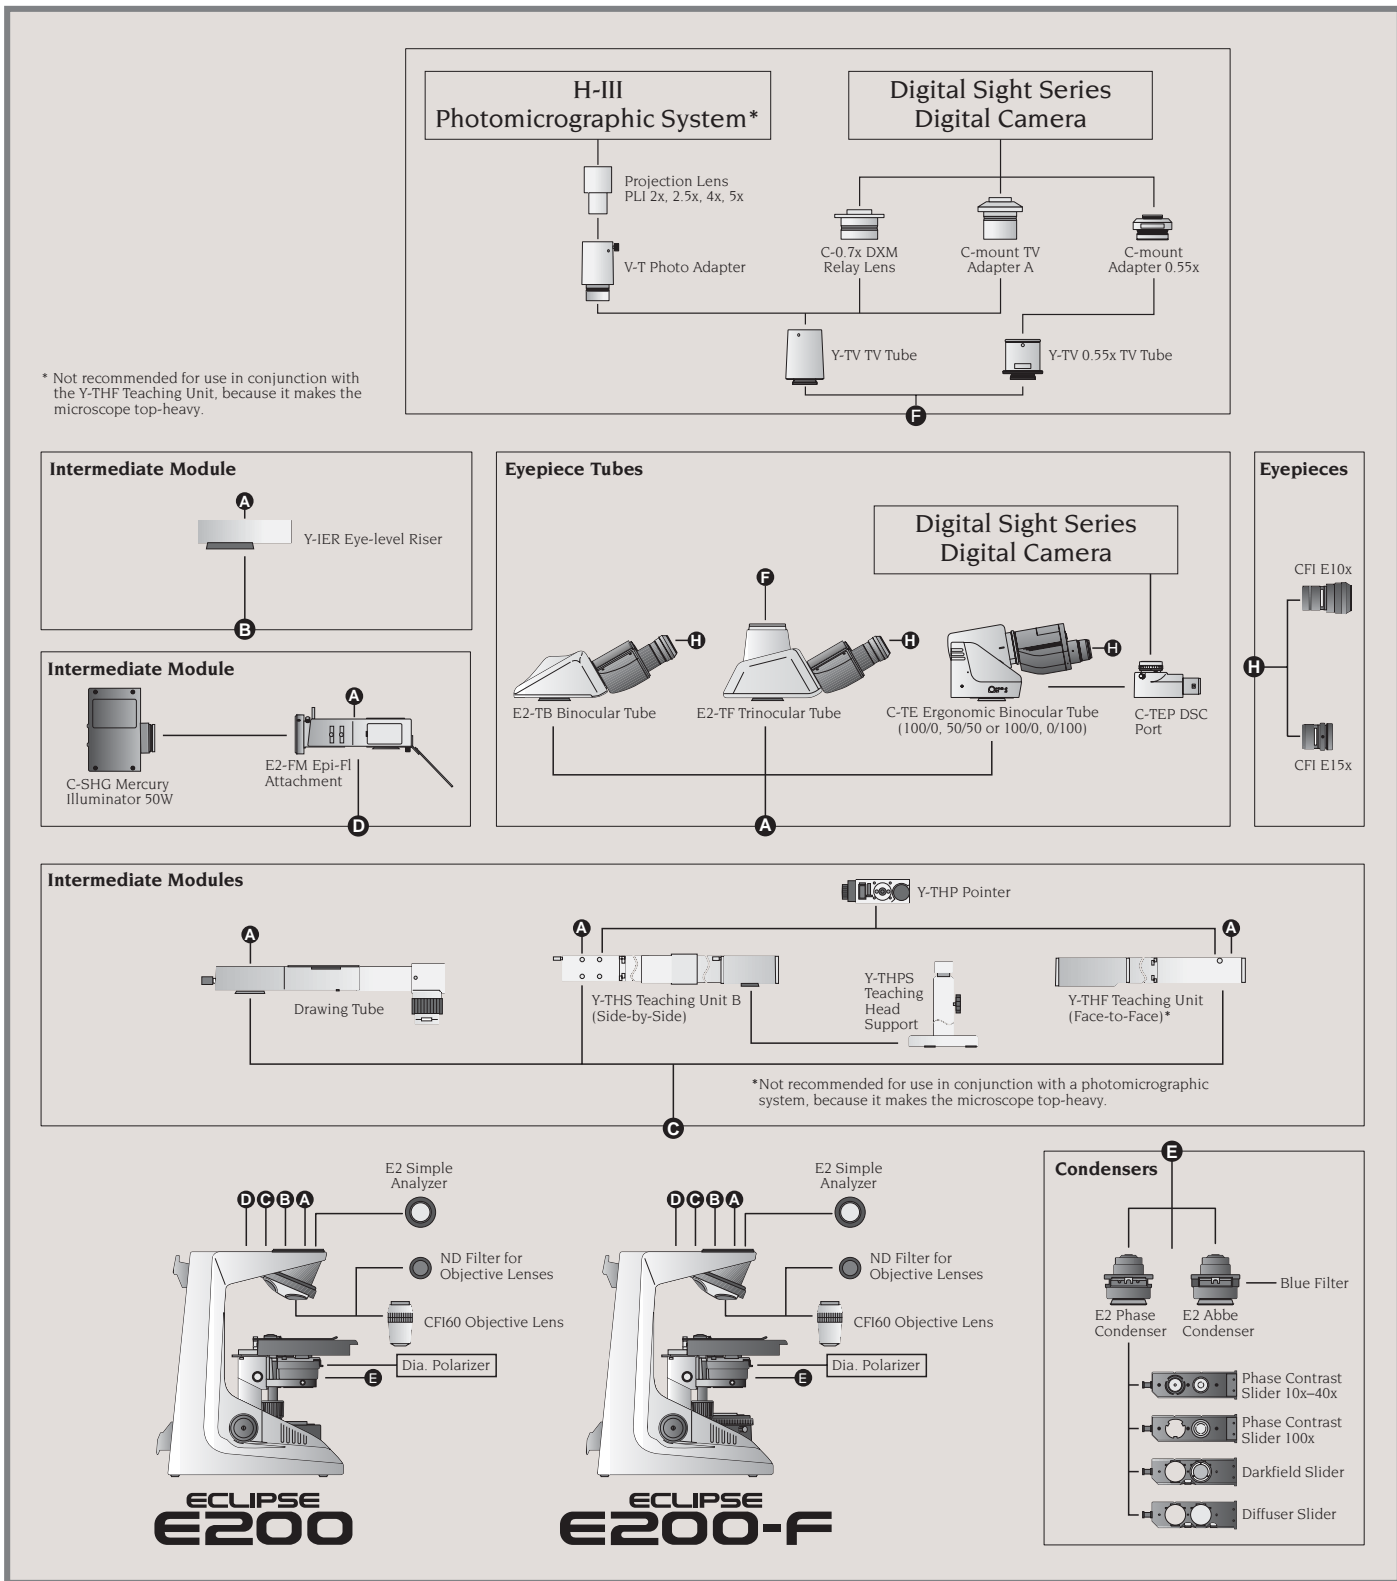 H-III
Photomicrographic System*
Digital Sight Series
Digital Camera
Projection Lens
PLI 2x, 2.5x, 4x, 5x
V-T Photo Adapter
C-0.7x DXM
Relay Lens
C-mount TV
Adapter A
C-mount
Adapter 0.55x
Y-TV TV Tube
Y-TV 0.55x TV Tube
F
* Not recommended for use in conjunction with
the Y-THF Teaching Unit, because it makes the
microscope top-heavy.
Intermediate Module
A
Y-IER Eye-level Riser
B
Intermediate Module
A
C-SHG Mercury
Illuminator 50W
E2-FM Epi-Fl
Attachment
D
Eyepiece Tubes
Digital Sight Series
Digital Camera
F
H
H
H
E2-TB Binocular Tube
E2-TF Trinocular Tube
C-TE Ergonomic Binocular Tube
(100/0, 50/50 or 100/0, 0/100)
C-TEP DSC
Port
A
Eyepieces
CFI E10x
H
CFI E15x
Intermediate Modules
Y-THP Pointer
A
A
A
Drawing Tube
Y-THS Teaching Unit B
(Side-by-Side)
Y-THPS
Teaching
Head
Support
Y-THF Teaching Unit
(Face-to-Face)*
*Not recommended for use in conjunction with a photomicrographic
system, because it makes the microscope top-heavy.
C
E2 Simple
Analyzer
D C B A
ND Filter for
Objective Lenses
CFI60 Objective Lens
Dia. Polarizer
E
ECLIPSE
E200
E2 Simple
Analyzer
D C B A
ND Filter for
Objective Lenses
CFI60 Objective Lens
Dia. Polarizer
E
ECLIPSE
E200-F
E
Condensers
Blue Filter
E2 Phase
Condenser
E2 Abbe
Condenser
Phase Contrast
Slider 10x–40x
Phase Contrast
Slider 100x
Darkfield Slider
Diffuser Slider